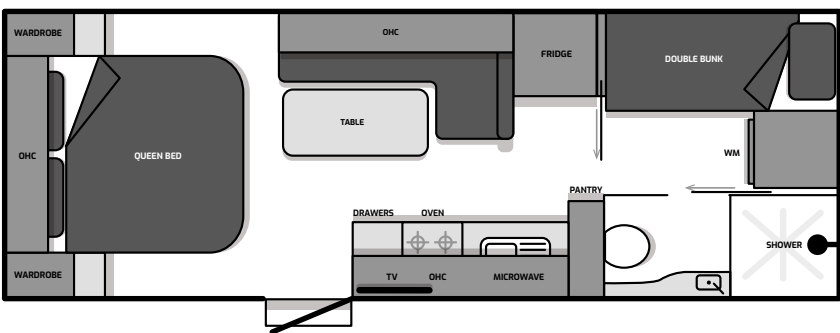 WARDROBE
OHC
FRIDGE
DOUBLE BUNK
TABLE
OHC
QUEEN BED
WM
PANTRY
DRAWERS
OVEN
SHOWER
WARDROBE
TV
OHC
MICROWAVE